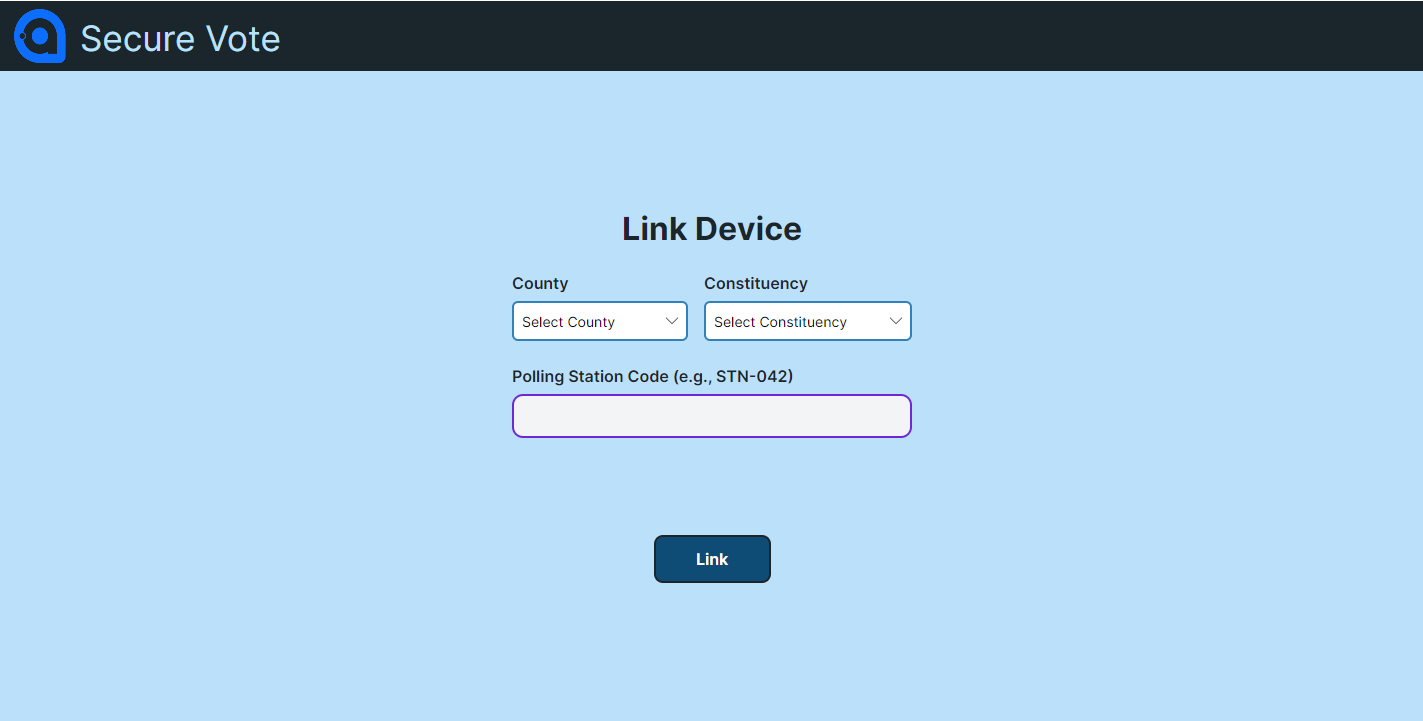 Secure Vote
Link Device
County Constituency
Select County Select Constituency
Polling Station Code (e.g., STN-042)
Link